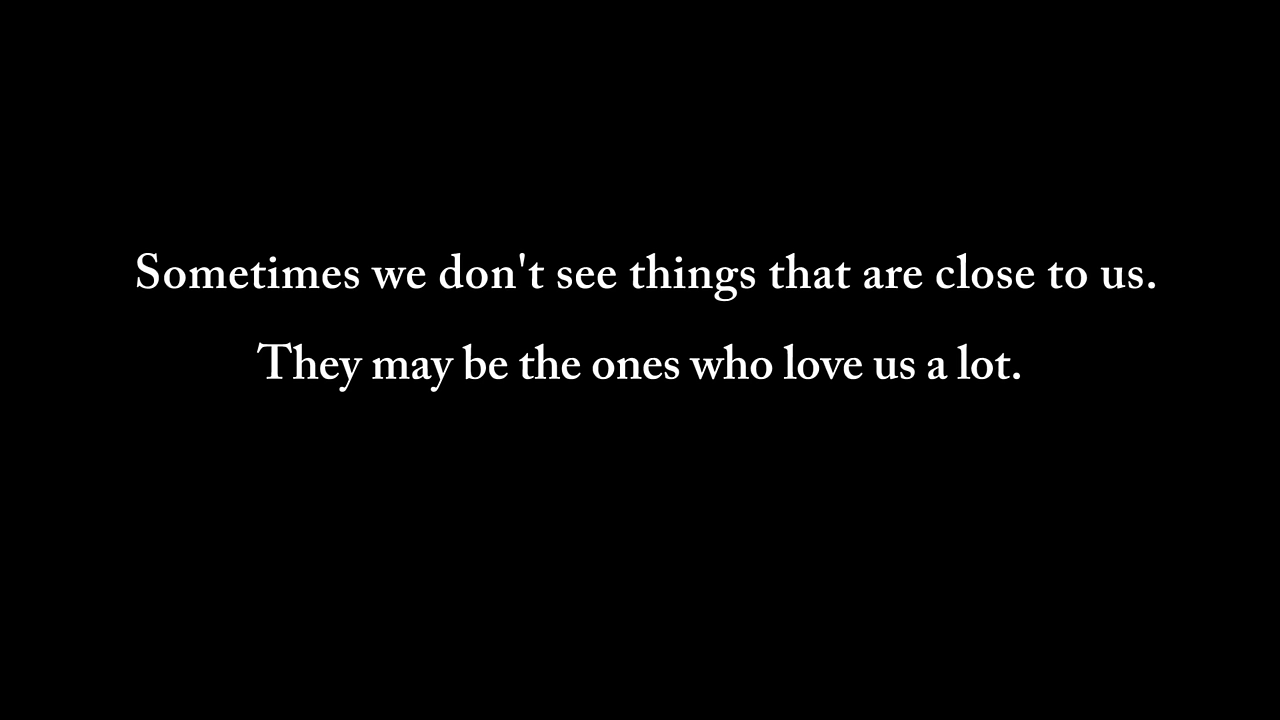 Sometimes we don't see things that are close to us.
They may be the ones who love us a lot.